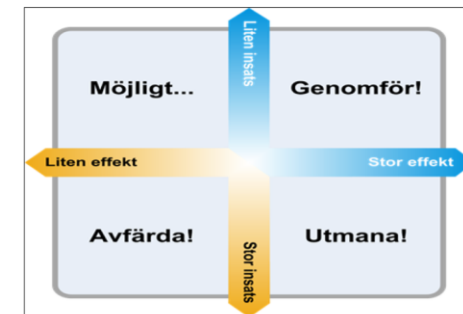 Liten insats
Möjligt...
Genomför!
Liten effekt
Stor effekt
Avfärda!
Utmana!
Stor insats